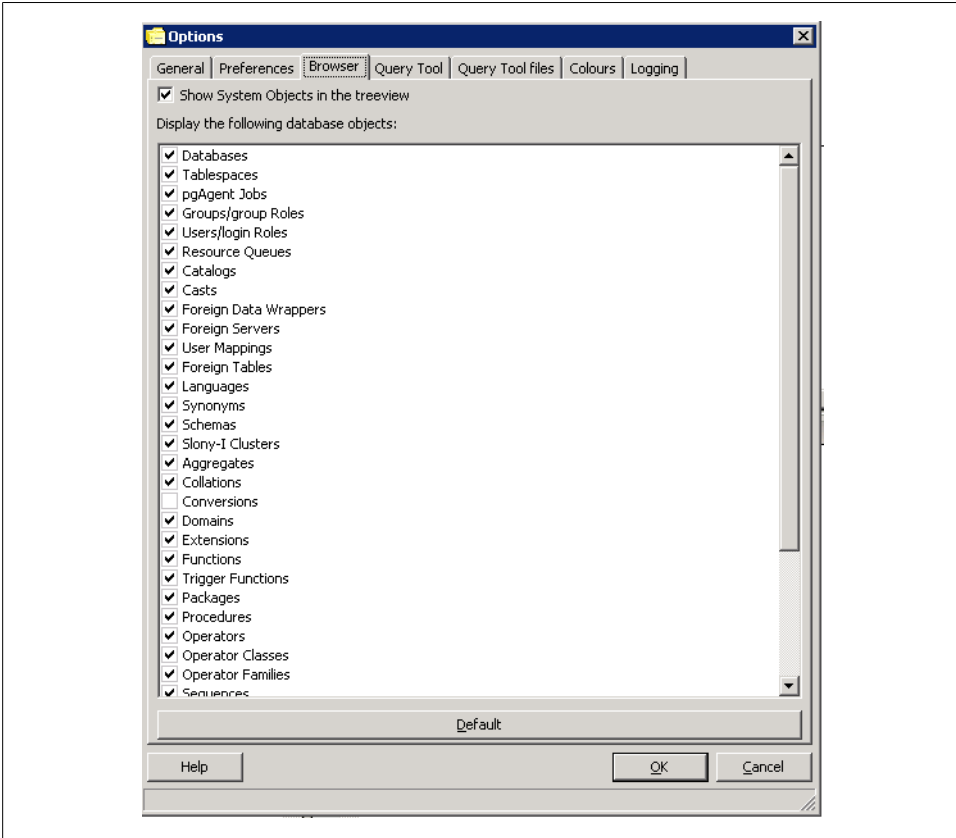 Options
General Preferences Browser Query Tool Query Tool files Colours Logging
Show System Objects in the treeview
Display the following database objects:
Databases
Tablespaces
pgAgent Jobs
Groups/group Roles
Users/login Roles
Resource Queues
Catalogs
Casts
Foreign Data Wrappers
Foreign Servers
User Mappings
Foreign Tables
Languages
Synonyms
Schemas
Slony-I Clusters
Aggregates
Collations
Conversions
Domains
Extensions
Functions
Trigger Functions
Packages
Procedures
Operators
Operator Classes
Operator Families
Sequences
Default
Help OK Cancel